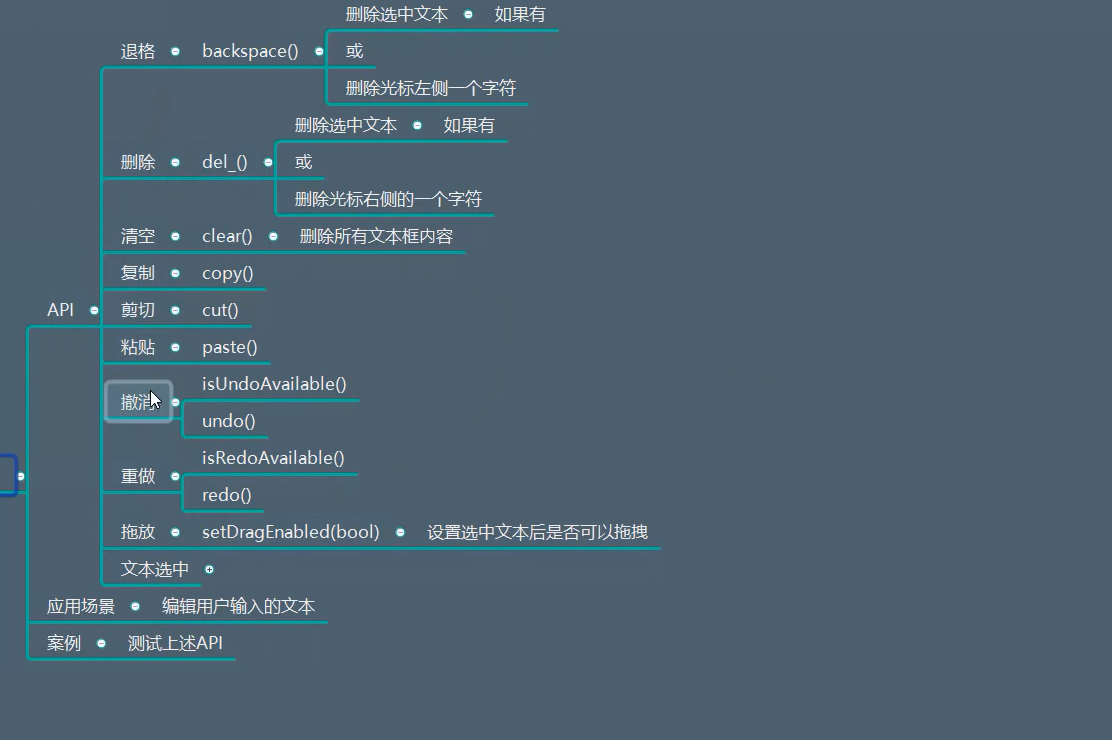 删除选中文本 如果有
退格 backspace() 或
删除光标左侧一个字符
删除选中文本 如果有
删除 del_() 或
删除光标右侧的一个字符
清空 clear() 删除所有文本框内容
复制 copy()
API 剪切 cut()
粘贴 paste()
isUndoAvailable()
撤消
undo()
isRedoAvailable()
重做
redo()
拖放 setDragEnabled(bool) 设置选中文本后是否可以拖拽
文本选中
应用场景 编辑用户输入的文本
案例 测试上述API